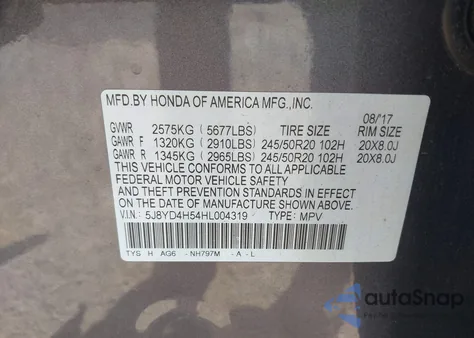 MFD.BY HONDA OF AMERICA MFG.,INC.
08/'17
GVWR 2575KG (5677LBS) TIRE SIZE RIM SIZE
GAWR F 1320KG (2910LBS) 245/50R20 102H 20X8.0J
GAWR R 1345KG (2965LBS) 245/50R20 102H 20X8.0J
THIS VEHICLE CONFORMS TO ALL APPLICABLE
FEDERAL MOTOR VEHICLE SAFETY
AND THEFT PREVENTION STANDARDS IN EFFECT
ON THE DATE OF MANUFACTURE SHOWN ABOVE.
V.I.N: 5J8YD4H54HL004319 TYPE: MPV
TYS H AG6 - NH797M - A - L
autoSnap